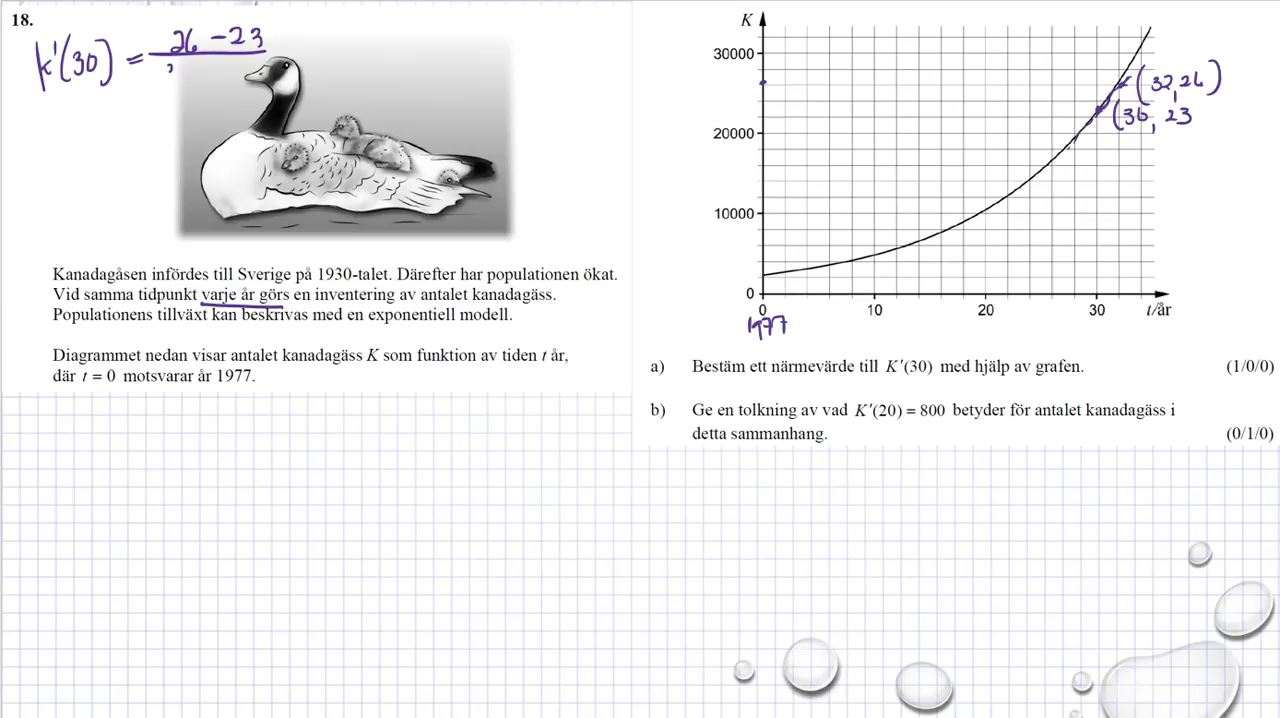 18.
K'(30) = 26 - 23
Kanadagåsen infördes till Sverige på 1930-talet. Därefter har populationen ökat.
Vid samma tidpunkt varje år görs en inventering av antalet kanadagäss.
Populationens tillväxt kan beskrivas med en exponentiell modell.
Diagrammet nedan visar antalet kanadagäss K som funktion av tiden t år,
där t = 0 motsvarar år 1977.
K
30000
(32, 26)
(30, 23
20000
10000
0
0 10 20 30 t/år
1977
a) Bestäm ett närmevärde till K'(30) med hjälp av grafen. (1/0/0)
b) Ge en tolkning av vad K'(20) = 800 betyder för antalet kanadagäss i
detta sammanhang. (0/1/0)